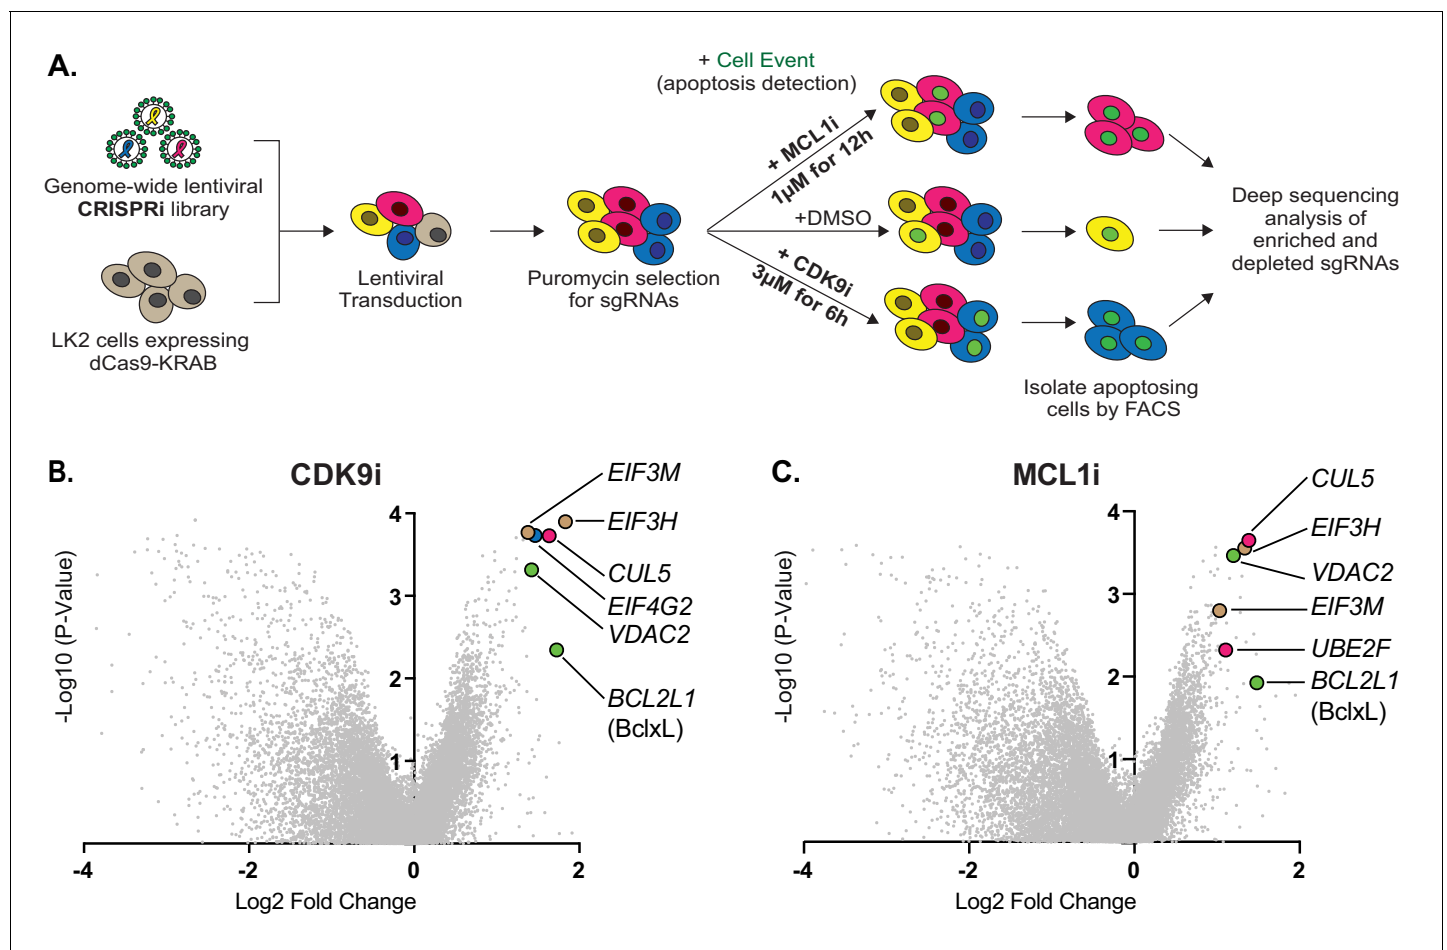 A.
Genome-wide lentiviral
CRISPRi library
LK2 cells expressing
dCas9-KRAB
Lentiviral
Transduction
Puromycin selection
for sgRNAs
+ Cell Event
(apoptosis detection)
+ MCL1i
1µM for 12h
+DMSO
+ CDK9i
3µM for 6h
Isolate apoptosing
cells by FACS
Deep sequencing
analysis of
enriched and
depleted sgRNAs
B.
CDK9i
-Log10 (P-Value)
4
3
2
1
-4
-2
0
2
Log2 Fold Change
EIF3M
EIF3H
CUL5
EIF4G2
VDAC2
BCL2L1
(BclxL)
C.
MCL1i
-Log10 (P-Value)
4
3
2
1
-4
-2
0
2
Log2 Fold Change
CUL5
EIF3H
VDAC2
EIF3M
UBE2F
BCL2L1
(BclxL)